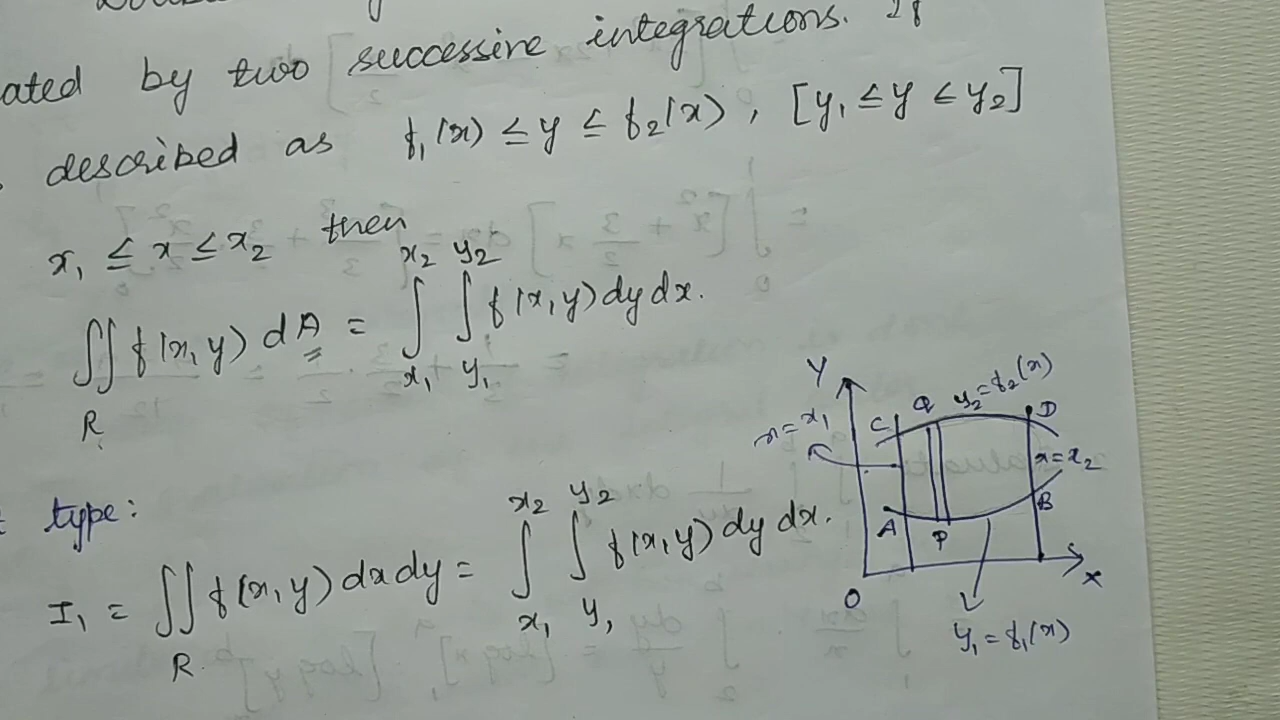 ated by two successive integrations. If
described as f₁(x) ≤ y ≤ f₂(x), [y₁ ≤ y ≤ y₂]
x₁ ≤ x ≤ x₂ then
∬_R f(x, y) dA = ∫_{x₁}^{x₂} ∫_{y₁}^{y₂} f(x, y) dy dx.
type:
I₁ = ∬_R f(x, y) dx dy = ∫_{x₁}^{x₂} ∫_{y₁}^{y₂} f(x, y) dy dx.
Y
C Q y₂=f₂(x) D
x=x₁
x=x₂
A P B
O X
y₁=f₁(x)